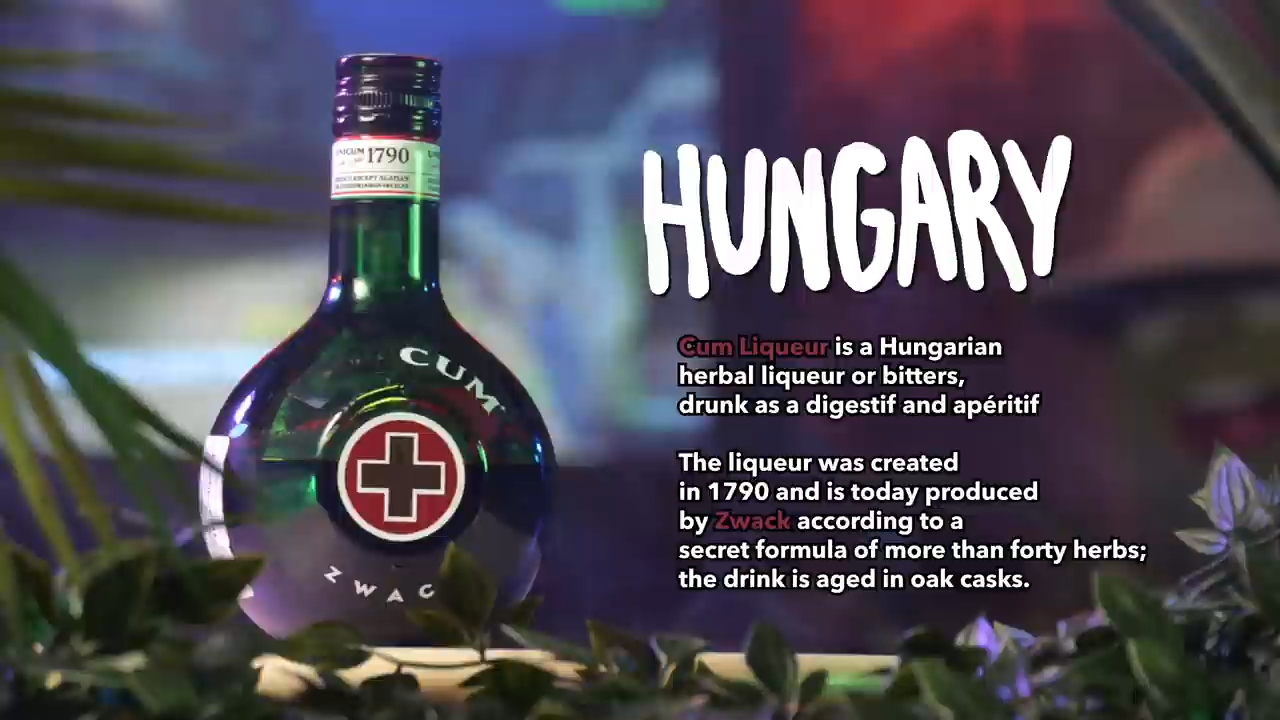 UNICUM 1790
CUM
ZWAC
HUNGARY
Cum Liqueur is a Hungarian
herbal liqueur or bitters,
drunk as a digestif and apéritif
The liqueur was created
in 1790 and is today produced
by Zwack according to a
secret formula of more than forty herbs;
the drink is aged in oak casks.